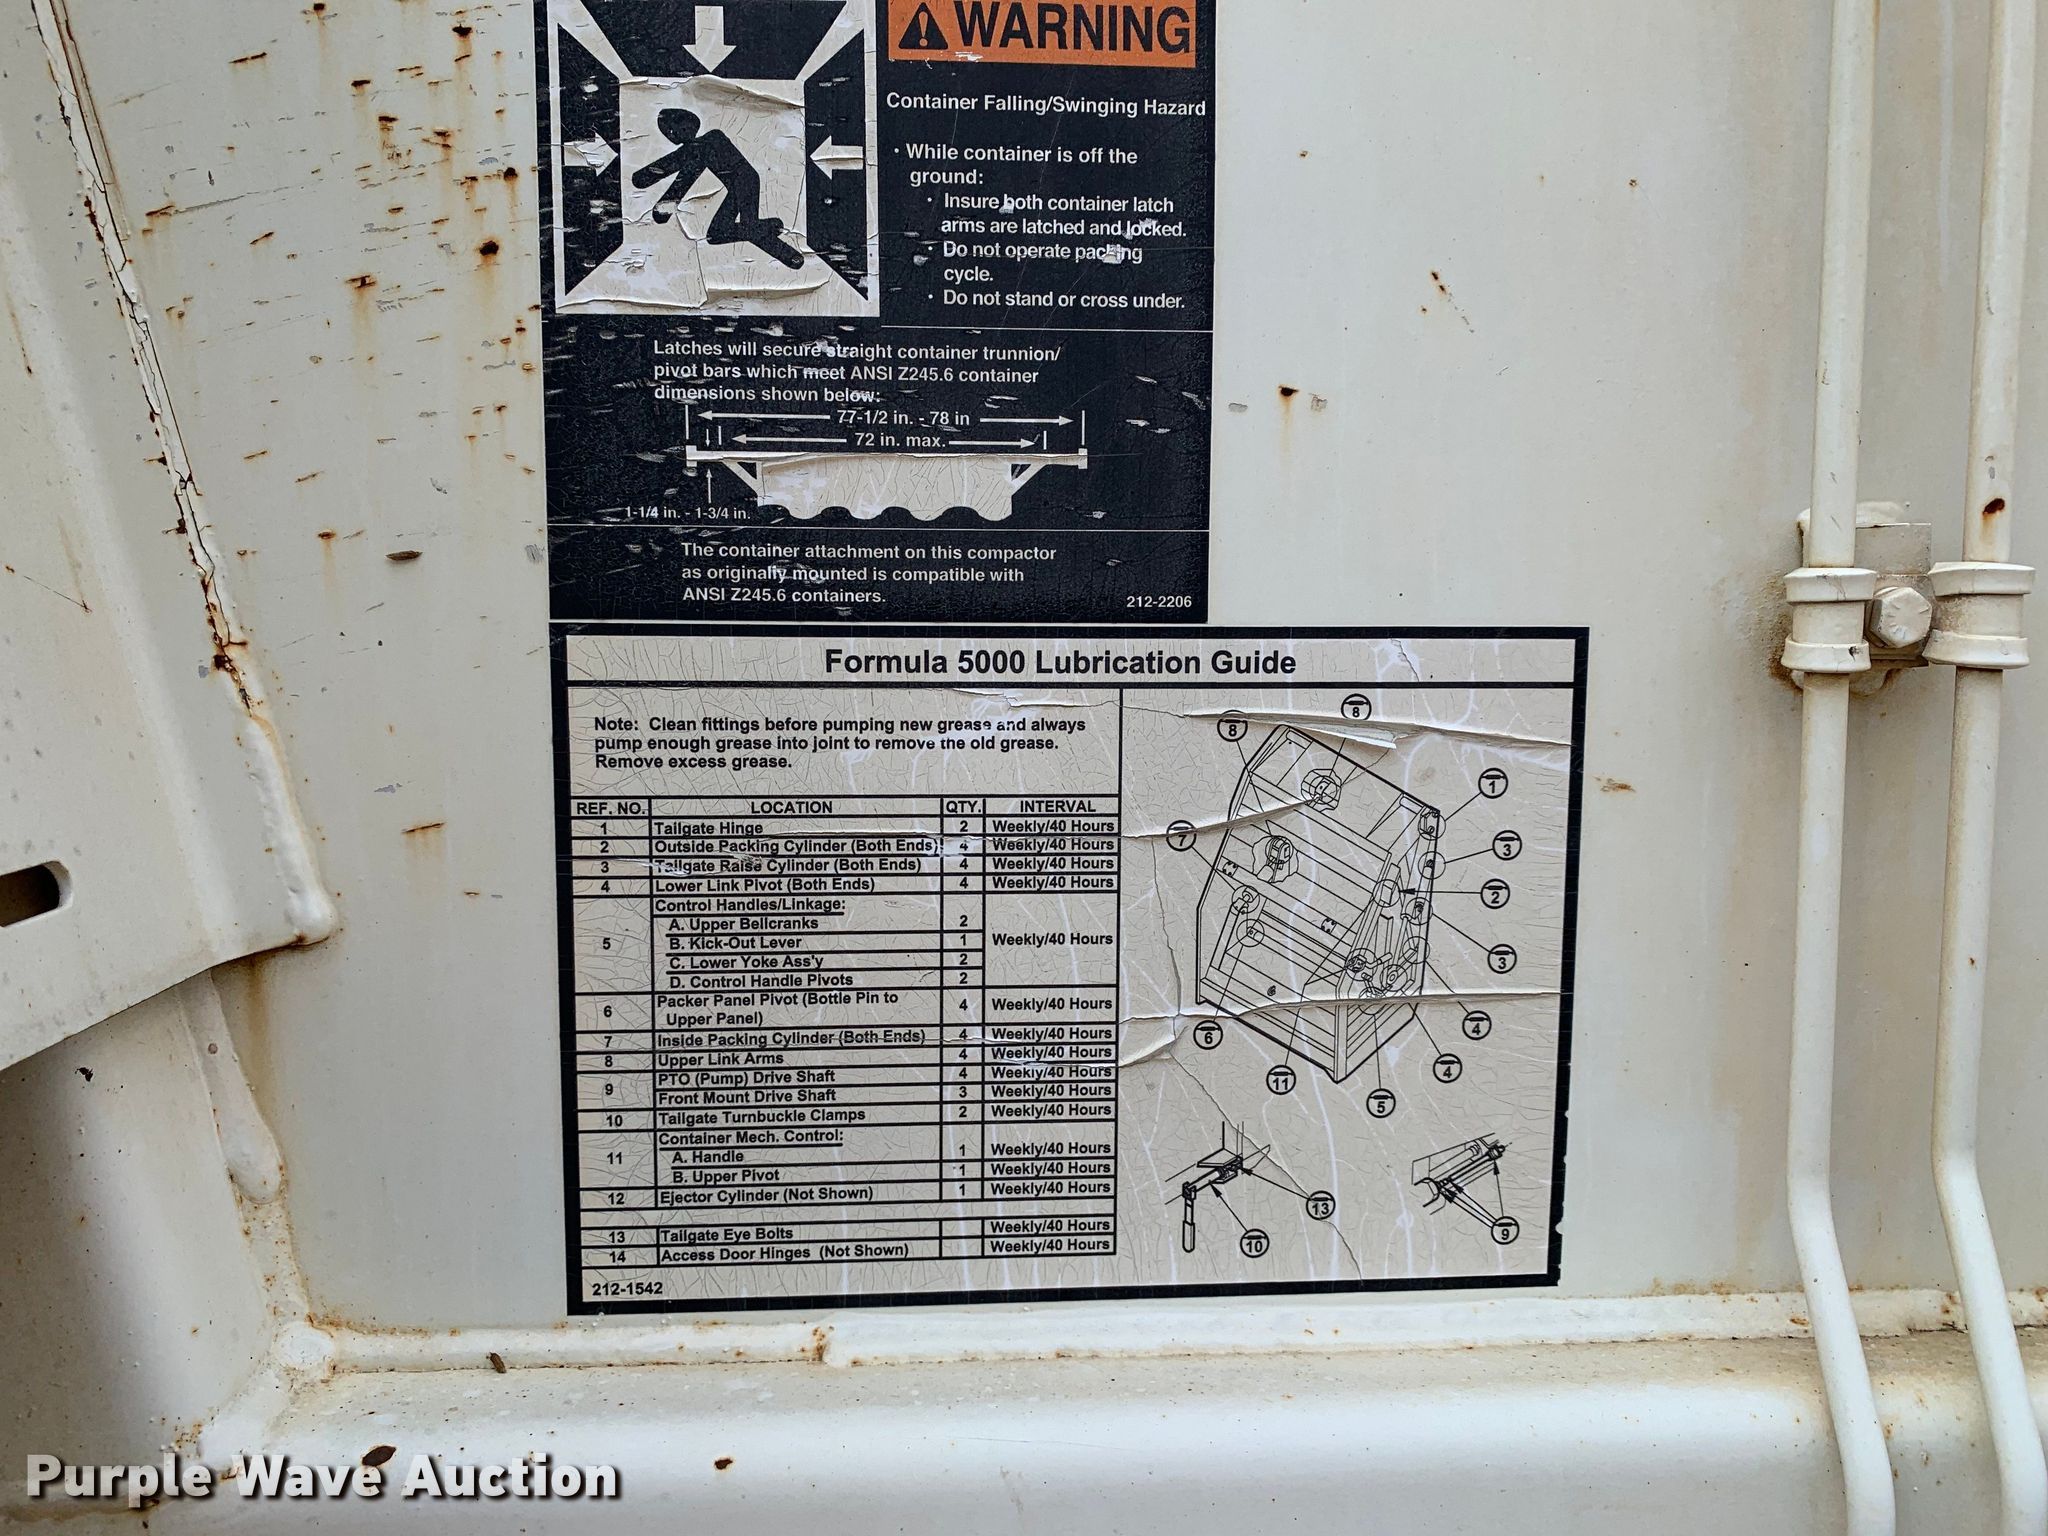 WARNING
Container Falling/Swinging Hazard
· While container is off the
ground:
· Insure both container latch
arms are latched and locked.
· Do not operate packing
cycle.
· Do not stand or cross under.
Latches will secure straight container trunnion/
pivot bars which meet ANSI Z245.6 container
dimensions shown below:
77-1/2 in. - 78 in
72 in. max.
1-1/4 in. - 1-3/4 in.
The container attachment on this compactor
as originally mounted is compatible with
ANSI Z245.6 containers.
212-2206
Formula 5000 Lubrication Guide
Note: Clean fittings before pumping new grease and always
pump enough grease into joint to remove the old grease.
Remove excess grease.
REF. NO. LOCATION QTY. INTERVAL
1 Tailgate Hinge 2 Weekly/40 Hours
2 Outside Packing Cylinder (Both Ends) 4 Weekly/40 Hours
3 Tailgate Raise Cylinder (Both Ends) 4 Weekly/40 Hours
4 Lower Link Pivot (Both Ends) 4 Weekly/40 Hours
Control Handles/Linkage:
A. Upper Bellcranks 2
5 B. Kick-Out Lever 1 Weekly/40 Hours
C. Lower Yoke Ass'y 2
D. Control Handle Pivots 2
6 Packer Panel Pivot (Bottle Pin to 4 Weekly/40 Hours
Upper Panel)
7 Inside Packing Cylinder (Both Ends) 4 Weekly/40 Hours
8 Upper Link Arms 4 Weekly/40 Hours
9 PTO (Pump) Drive Shaft 4 Weekly/40 Hours
Front Mount Drive Shaft 3 Weekly/40 Hours
10 Tailgate Turnbuckle Clamps 2 Weekly/40 Hours
Container Mech. Control:
11 A. Handle 1 Weekly/40 Hours
B. Upper Pivot 1 Weekly/40 Hours
12 Ejector Cylinder (Not Shown) 1 Weekly/40 Hours
13 Tailgate Eye Bolts Weekly/40 Hours
14 Access Door Hinges (Not Shown) Weekly/40 Hours
212-1542
8
8
1
7
3
2
3
6
4
11
4
5
13
10
9
Purple Wave Auction